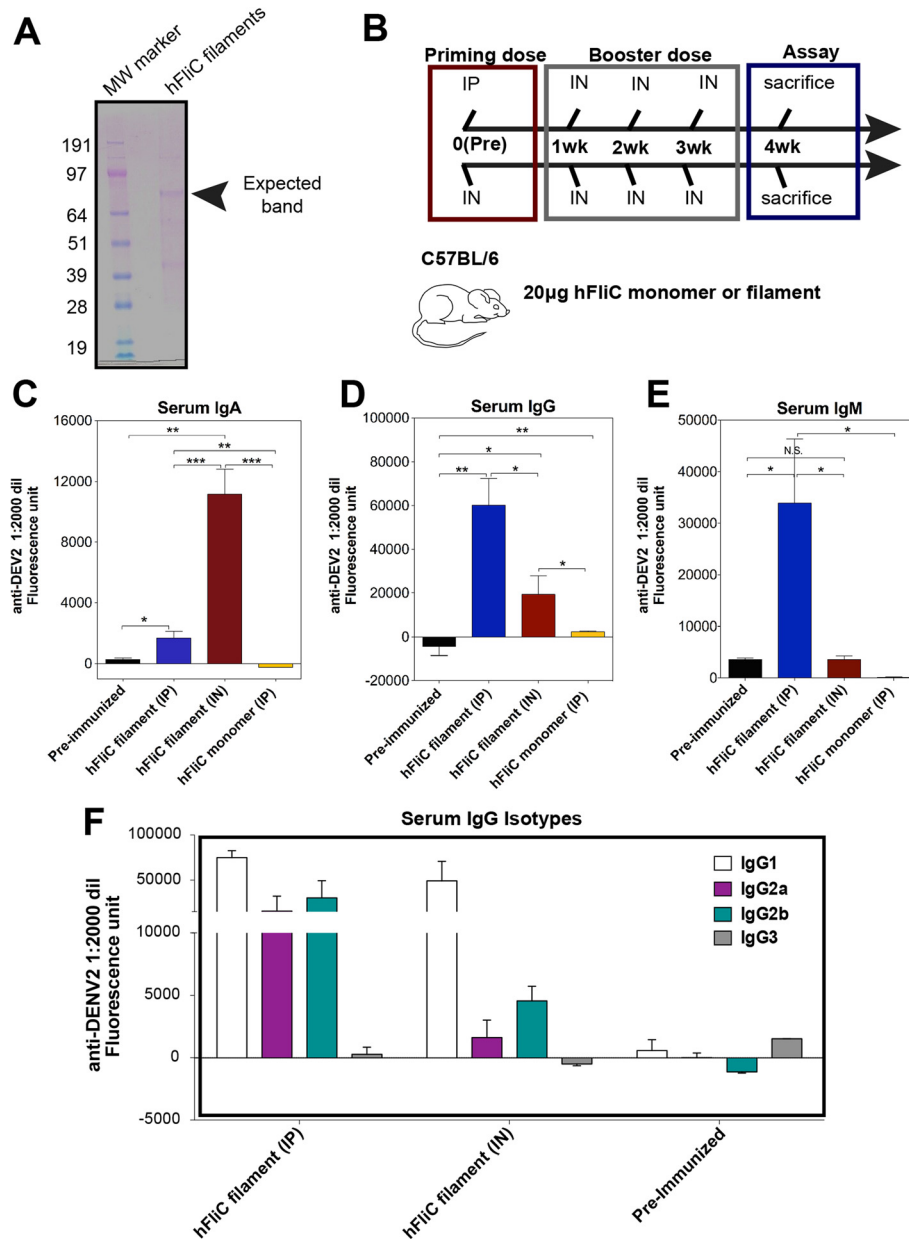 A
MW marker
hFliC filaments
191
97
64
51
39
28
19
Expected
band
B
Priming dose
Booster dose
Assay
IP
IN
IN
IN
sacrifice
0(Pre)
1wk
2wk
3wk
4wk
IN
IN
IN
IN
sacrifice
C57BL/6
20µg hFliC monomer or filament
C
Serum IgA
anti-DEV2 1:2000 dil
Fluorescence unit
16000
12000
8000
4000
0
**
**
***
***
*
Pre-immunized
hFliC filament (IP)
hFliC filament (IN)
hFliC monomer (IP)
D
Serum IgG
anti-DEV2 1:2000 dil
Fluorescence unit
100000
80000
60000
40000
20000
0
-20000
**
*
**
*
*
Pre-immunized
hFliC filament (IP)
hFliC filament (IN)
hFliC monomer (IP)
E
Serum IgM
anti-DEV2 1:2000 dil
Fluorescence unit
50000
40000
30000
20000
10000
0
*
N.S.
*
*
Pre-immunized
hFliC filament (IP)
hFliC filament (IN)
hFliC monomer (IP)
F
Serum IgG Isotypes
anti-DENV2 1:2000 dil
Fluorescence unit
100000
50000
10000
5000
0
-5000
IgG1
IgG2a
IgG2b
IgG3
hFliC filament (IP)
hFliC filament (IN)
Pre-Immunized